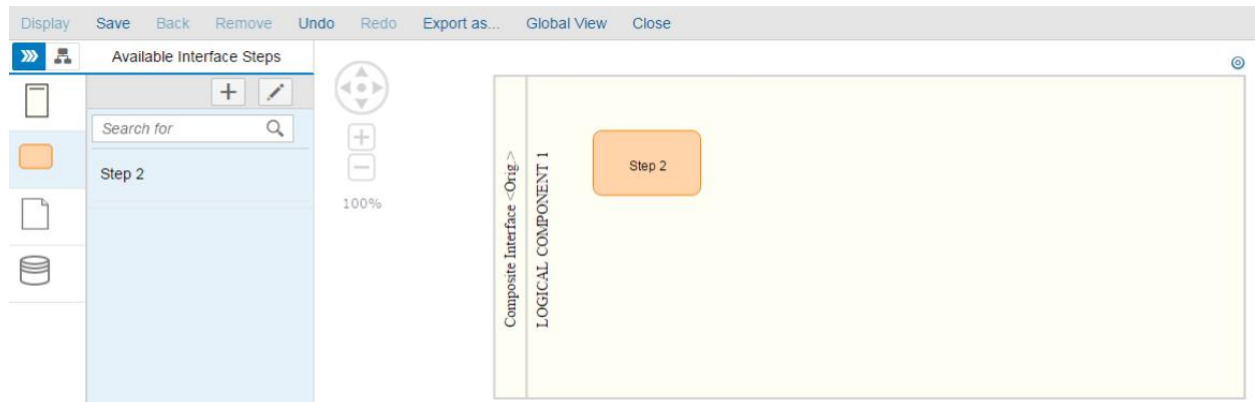 Display Save Back Remove Undo Redo Export as... Global View Close
Available Interface Steps
Search for
Step 2
100%
Composite Interface <Orig.>
LOGICAL COMPONENT 1
Step 2